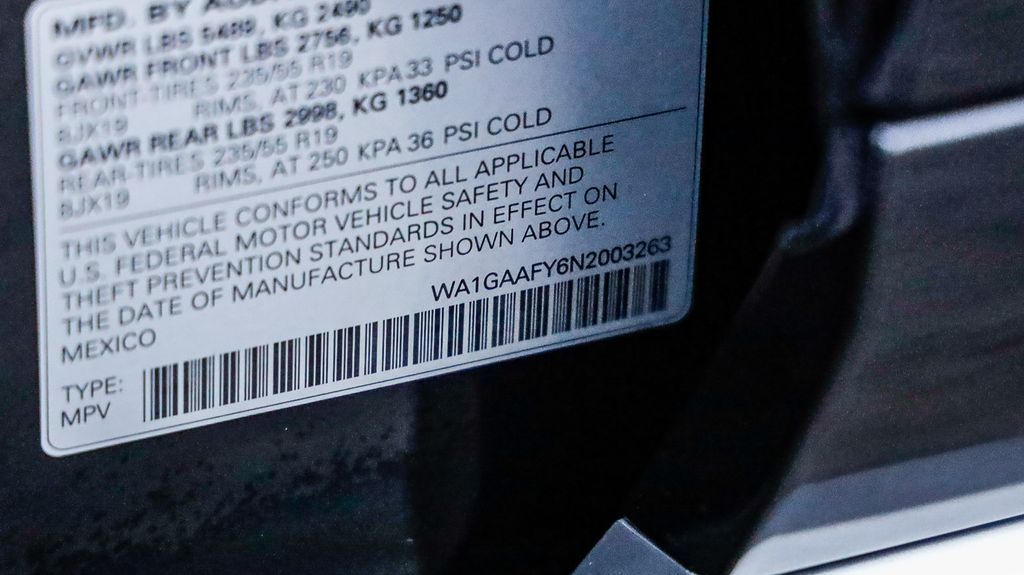 MFD. BY
GVWR LBS 5489, KG 2490
GAWR FRONT LBS 2756, KG 1250
FRONT-TIRES 235/55 R19
8JX19 RIMS, AT 230 KPA 33 PSI COLD
GAWR REAR LBS 2998, KG 1360
REAR-TIRES 235/55 R19
8JX19 RIMS, AT 250 KPA 36 PSI COLD
THIS VEHICLE CONFORMS TO ALL APPLICABLE
U.S. FEDERAL MOTOR VEHICLE SAFETY AND
THEFT PREVENTION STANDARDS IN EFFECT ON
THE DATE OF MANUFACTURE SHOWN ABOVE.
MEXICO WA1GAAFY6N2003263
TYPE:
MPV